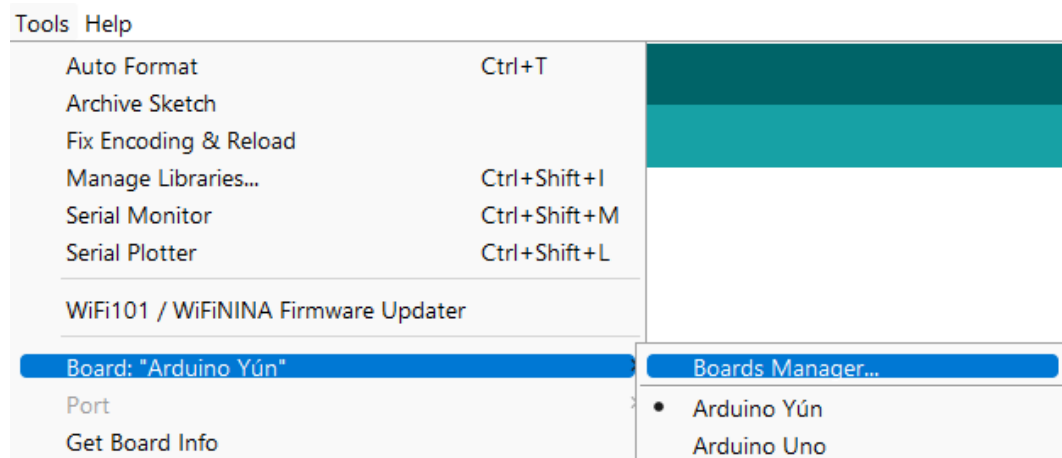 Tools Help
Auto Format Ctrl+T
Archive Sketch
Fix Encoding & Reload
Manage Libraries... Ctrl+Shift+I
Serial Monitor Ctrl+Shift+M
Serial Plotter Ctrl+Shift+L
WiFi101 / WiFiNINA Firmware Updater
Board: "Arduino Yún" Boards Manager...
Port Arduino Yún
Get Board Info Arduino Uno